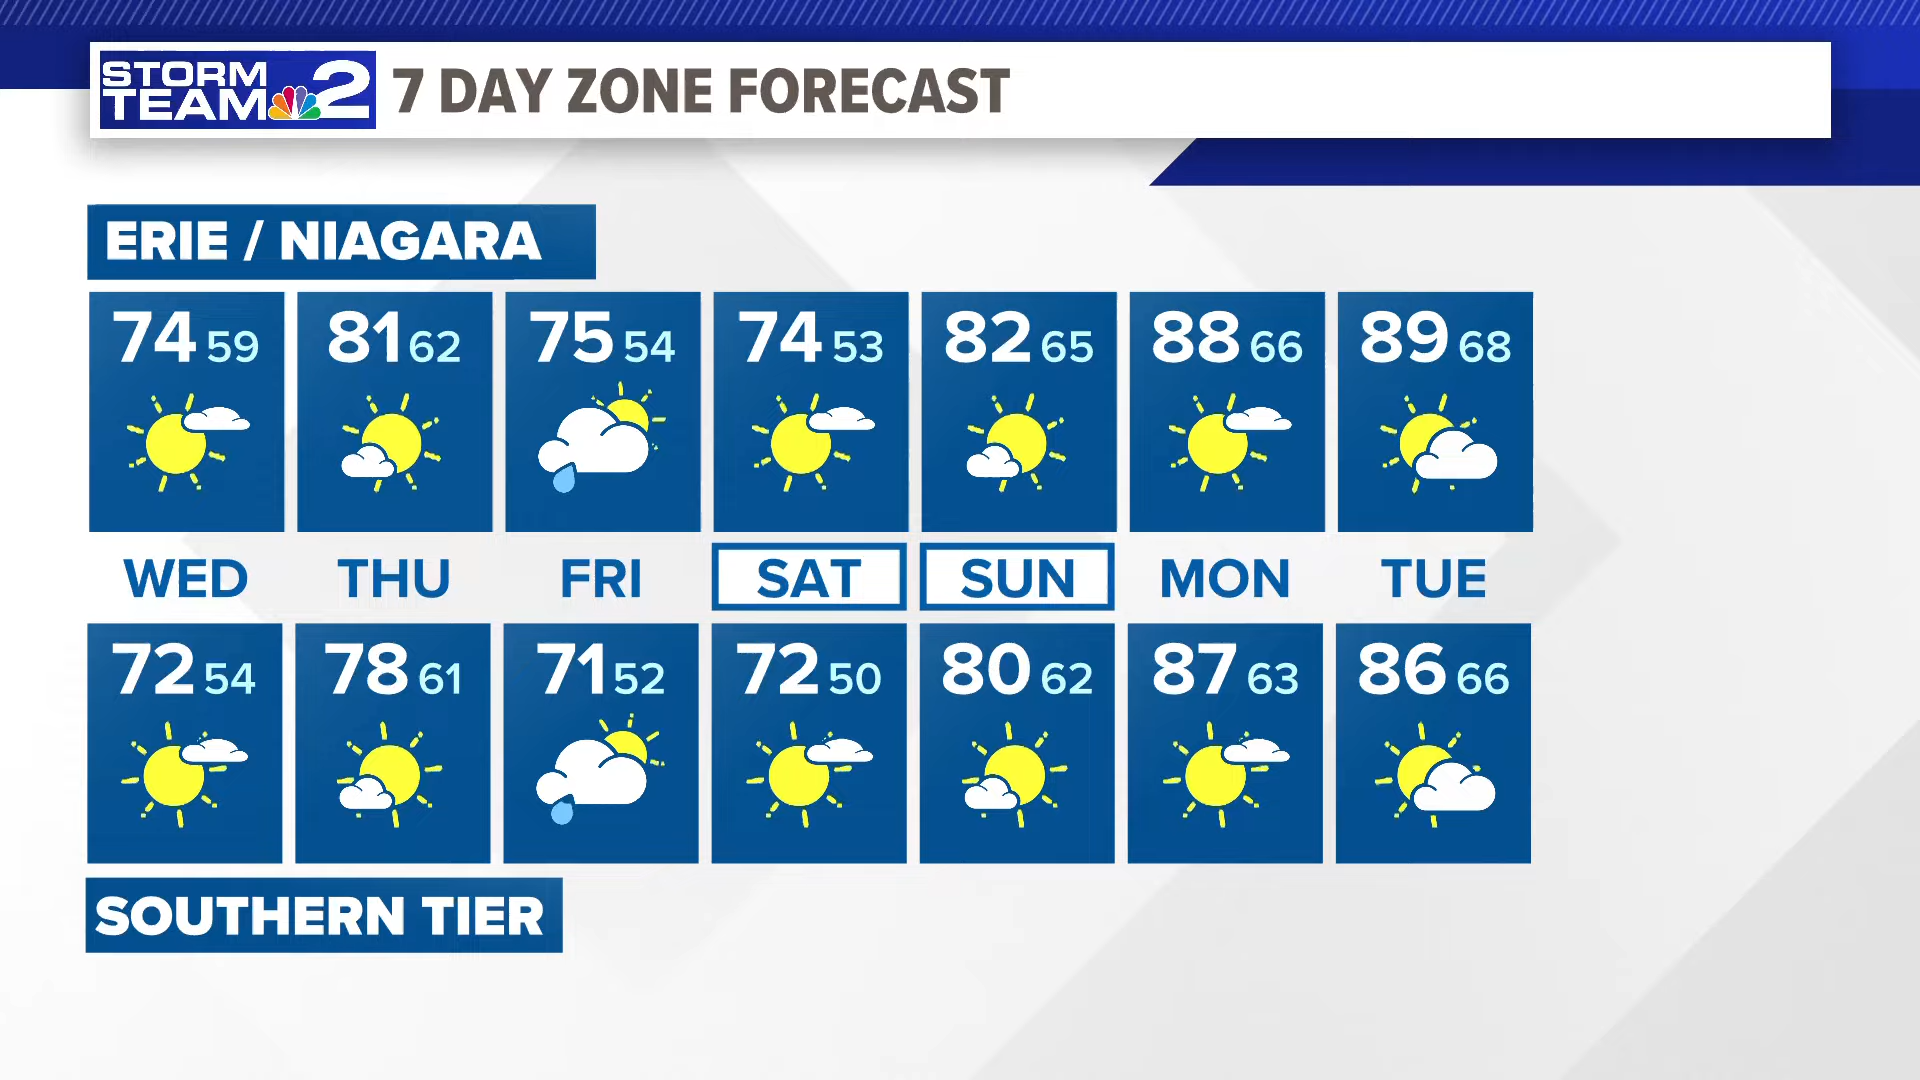 STORM
TEAM 2
7 DAY ZONE FORECAST
ERIE / NIAGARA
74 59 81 62 75 54 74 53 82 65 88 66 89 68
WED THU FRI SAT SUN MON TUE
72 54 78 61 71 52 72 50 80 62 87 63 86 66
SOUTHERN TIER